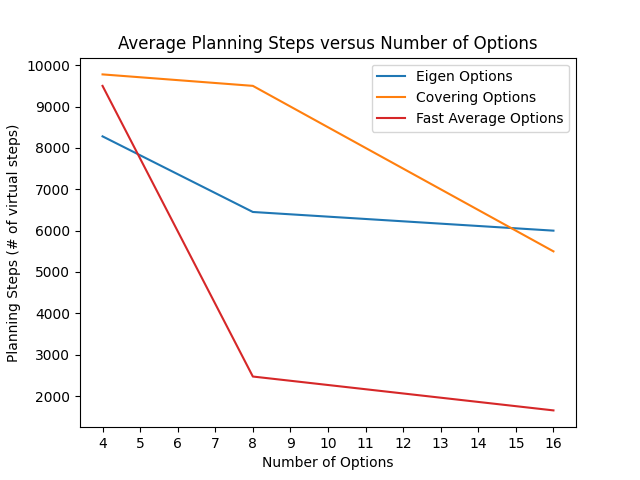 Average Planning Steps versus Number of Options
Eigen Options
Covering Options
Fast Average Options
Planning Steps (# of virtual steps)
10000
9000
8000
7000
6000
5000
4000
3000
2000
4 5 6 7 8 9 10 11 12 13 14 15 16
Number of Options